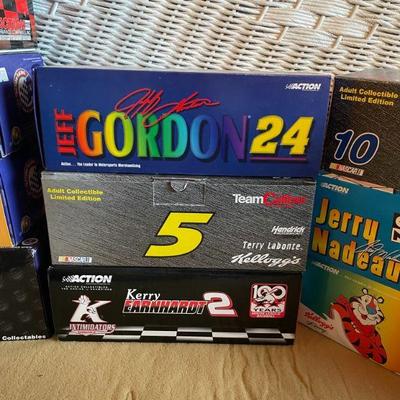 ACTION
JEFF
GORDON 24
Action... The Leader in Motorsports Merchandising
Adult Collectible
Limited Edition
Team Caliber
5
Hendrick
Terry Labonte.
Kellogg's
NASCAR
ACTION
K
INTIMIDATORS
Kerry
EARNHARDT 2
100
YEARS
Adult Collectible
Limited Edition
10
NASCAR
ACTION
Jerry
Nadeau
Kellogg's
Collectables